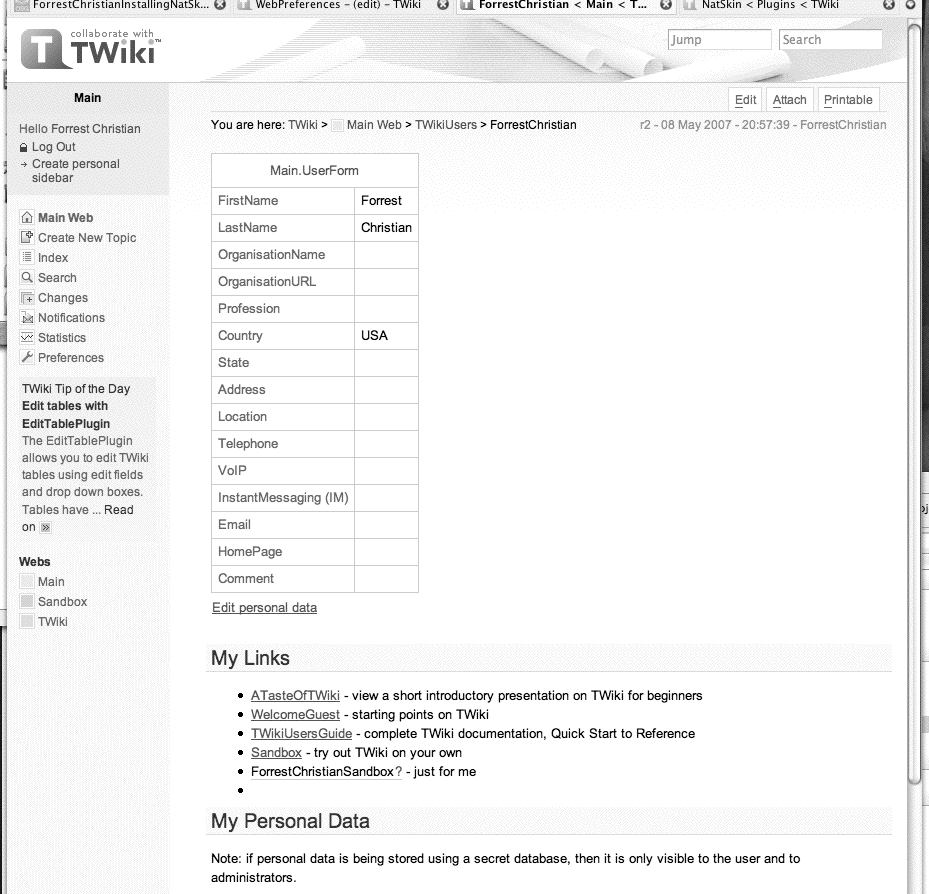 ForrestChristianInstallingNatSk...
WebPreferences – (edit) – TWiki
ForrestChristian < Main < T...
NatSkin < Plugins < TWiki
collaborate with
TWiki™
Jump
Search
Main
Edit
Attach
Printable
Hello Forrest Christian
Log Out
Create personal
sidebar
You are here: TWiki > Main Web > TWikiUsers > ForrestChristian
r2 - 08 May 2007 - 20:57:39 - ForrestChristian
Main Web
Create New Topic
Index
Search
Changes
Notifications
Statistics
Preferences
TWiki Tip of the Day
Edit tables with
EditTablePlugin
The EditTablePlugin
allows you to edit TWiki
tables using edit fields
and drop down boxes.
Tables have ... Read
on »
Webs
Main
Sandbox
TWiki
Main.UserForm
FirstName Forrest
LastName Christian
OrganisationName
OrganisationURL
Profession
Country USA
State
Address
Location
Telephone
VoIP
InstantMessaging (IM)
Email
HomePage
Comment
Edit personal data
My Links
ATasteOfTWiki - view a short introductory presentation on TWiki for beginners
WelcomeGuest - starting points on TWiki
TWikiUsersGuide - complete TWiki documentation, Quick Start to Reference
Sandbox - try out TWiki on your own
ForrestChristianSandbox? - just for me
My Personal Data
Note: if personal data is being stored using a secret database, then it is only visible to the user and to
administrators.